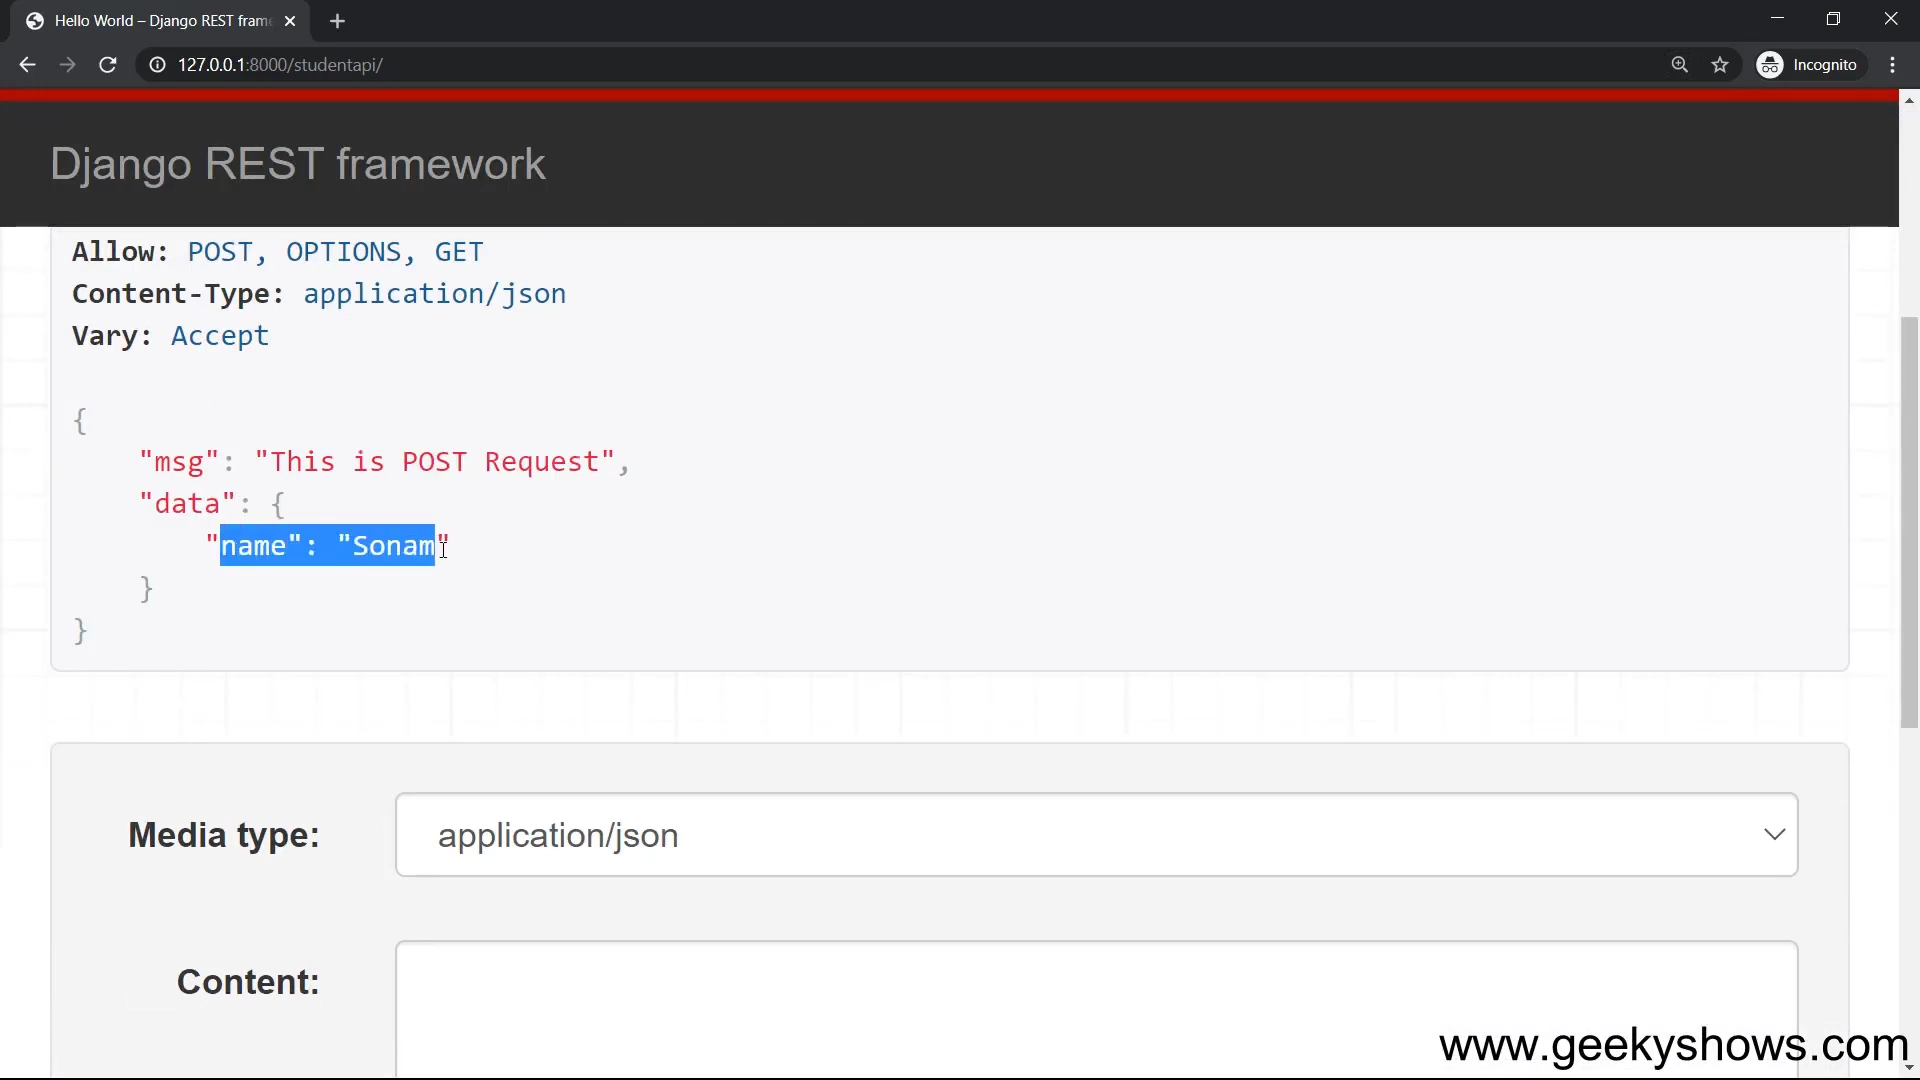 Hello World – Django REST fram
127.0.0.1:8000/studentapi/
Incognito
Django REST framework
Allow: POST, OPTIONS, GET
Content-Type: application/json
Vary: Accept
{
"msg": "This is POST Request",
"data": {
"name": "Sonam"
}
}
Media type: application/json
Content:
www.geekyshows.com